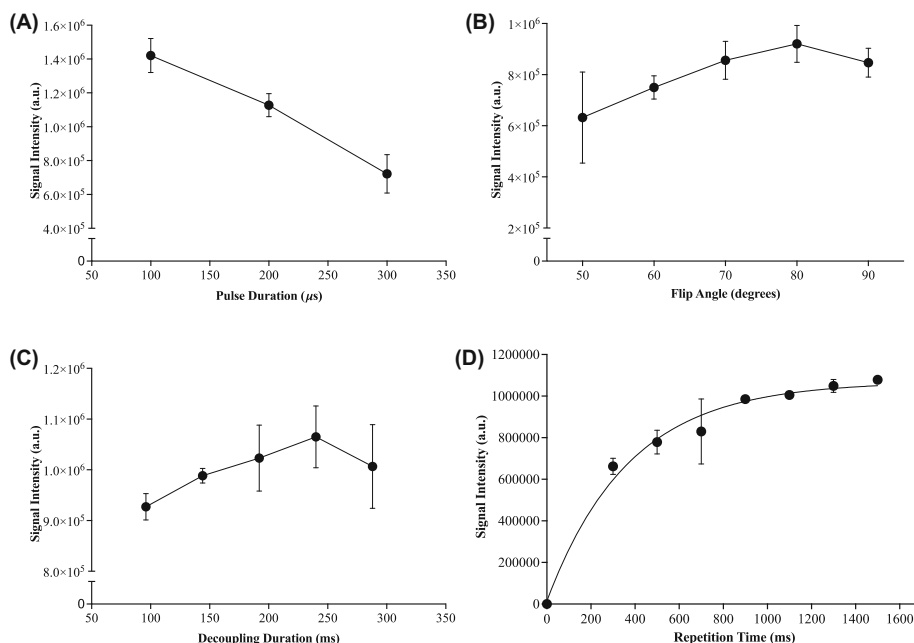 (A)
1.6×10⁶
1.4×10⁶
1.2×10⁶
1.0×10⁶
8.0×10⁵
6.0×10⁵
4.0×10⁵
0
Signal Intensity (a.u.)
50 100 150 200 250 300 350
Pulse Duration (µs)
(B)
1×10⁶
8×10⁵
6×10⁵
4×10⁵
2×10⁵
0
Signal Intensity (a.u.)
50 60 70 80 90
Flip Angle (degrees)
(C)
1.2×10⁶
1.1×10⁶
1.0×10⁶
9.0×10⁵
8.0×10⁵
0
Signal Intensity (a.u.)
50 100 150 200 250 300 350
Decoupling Duration (ms)
(D)
1200000
1000000
800000
600000
400000
200000
0
Signal Intensity (a.u.)
0 200 400 600 800 1000 1200 1400 1600
Repetition Time (ms)